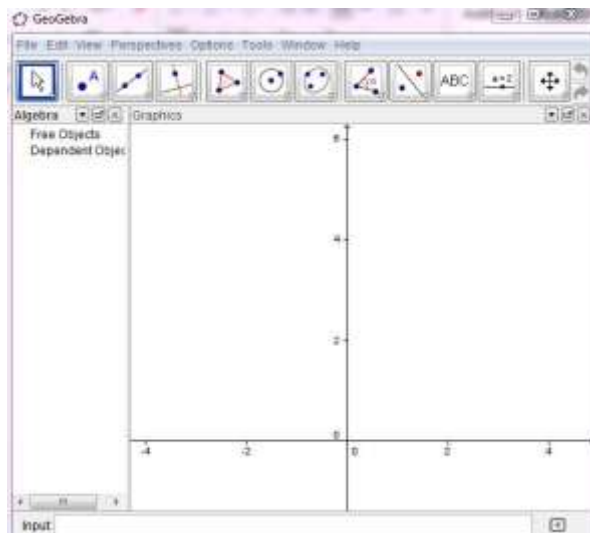 GeoGebra
File Edit View Perspectives Options Tools Window Help
A
ABC
a=2
Algebra
Graphics
Free Objects
Dependent Objec
6
4
2
0
-4 -2 0 2 4
Input